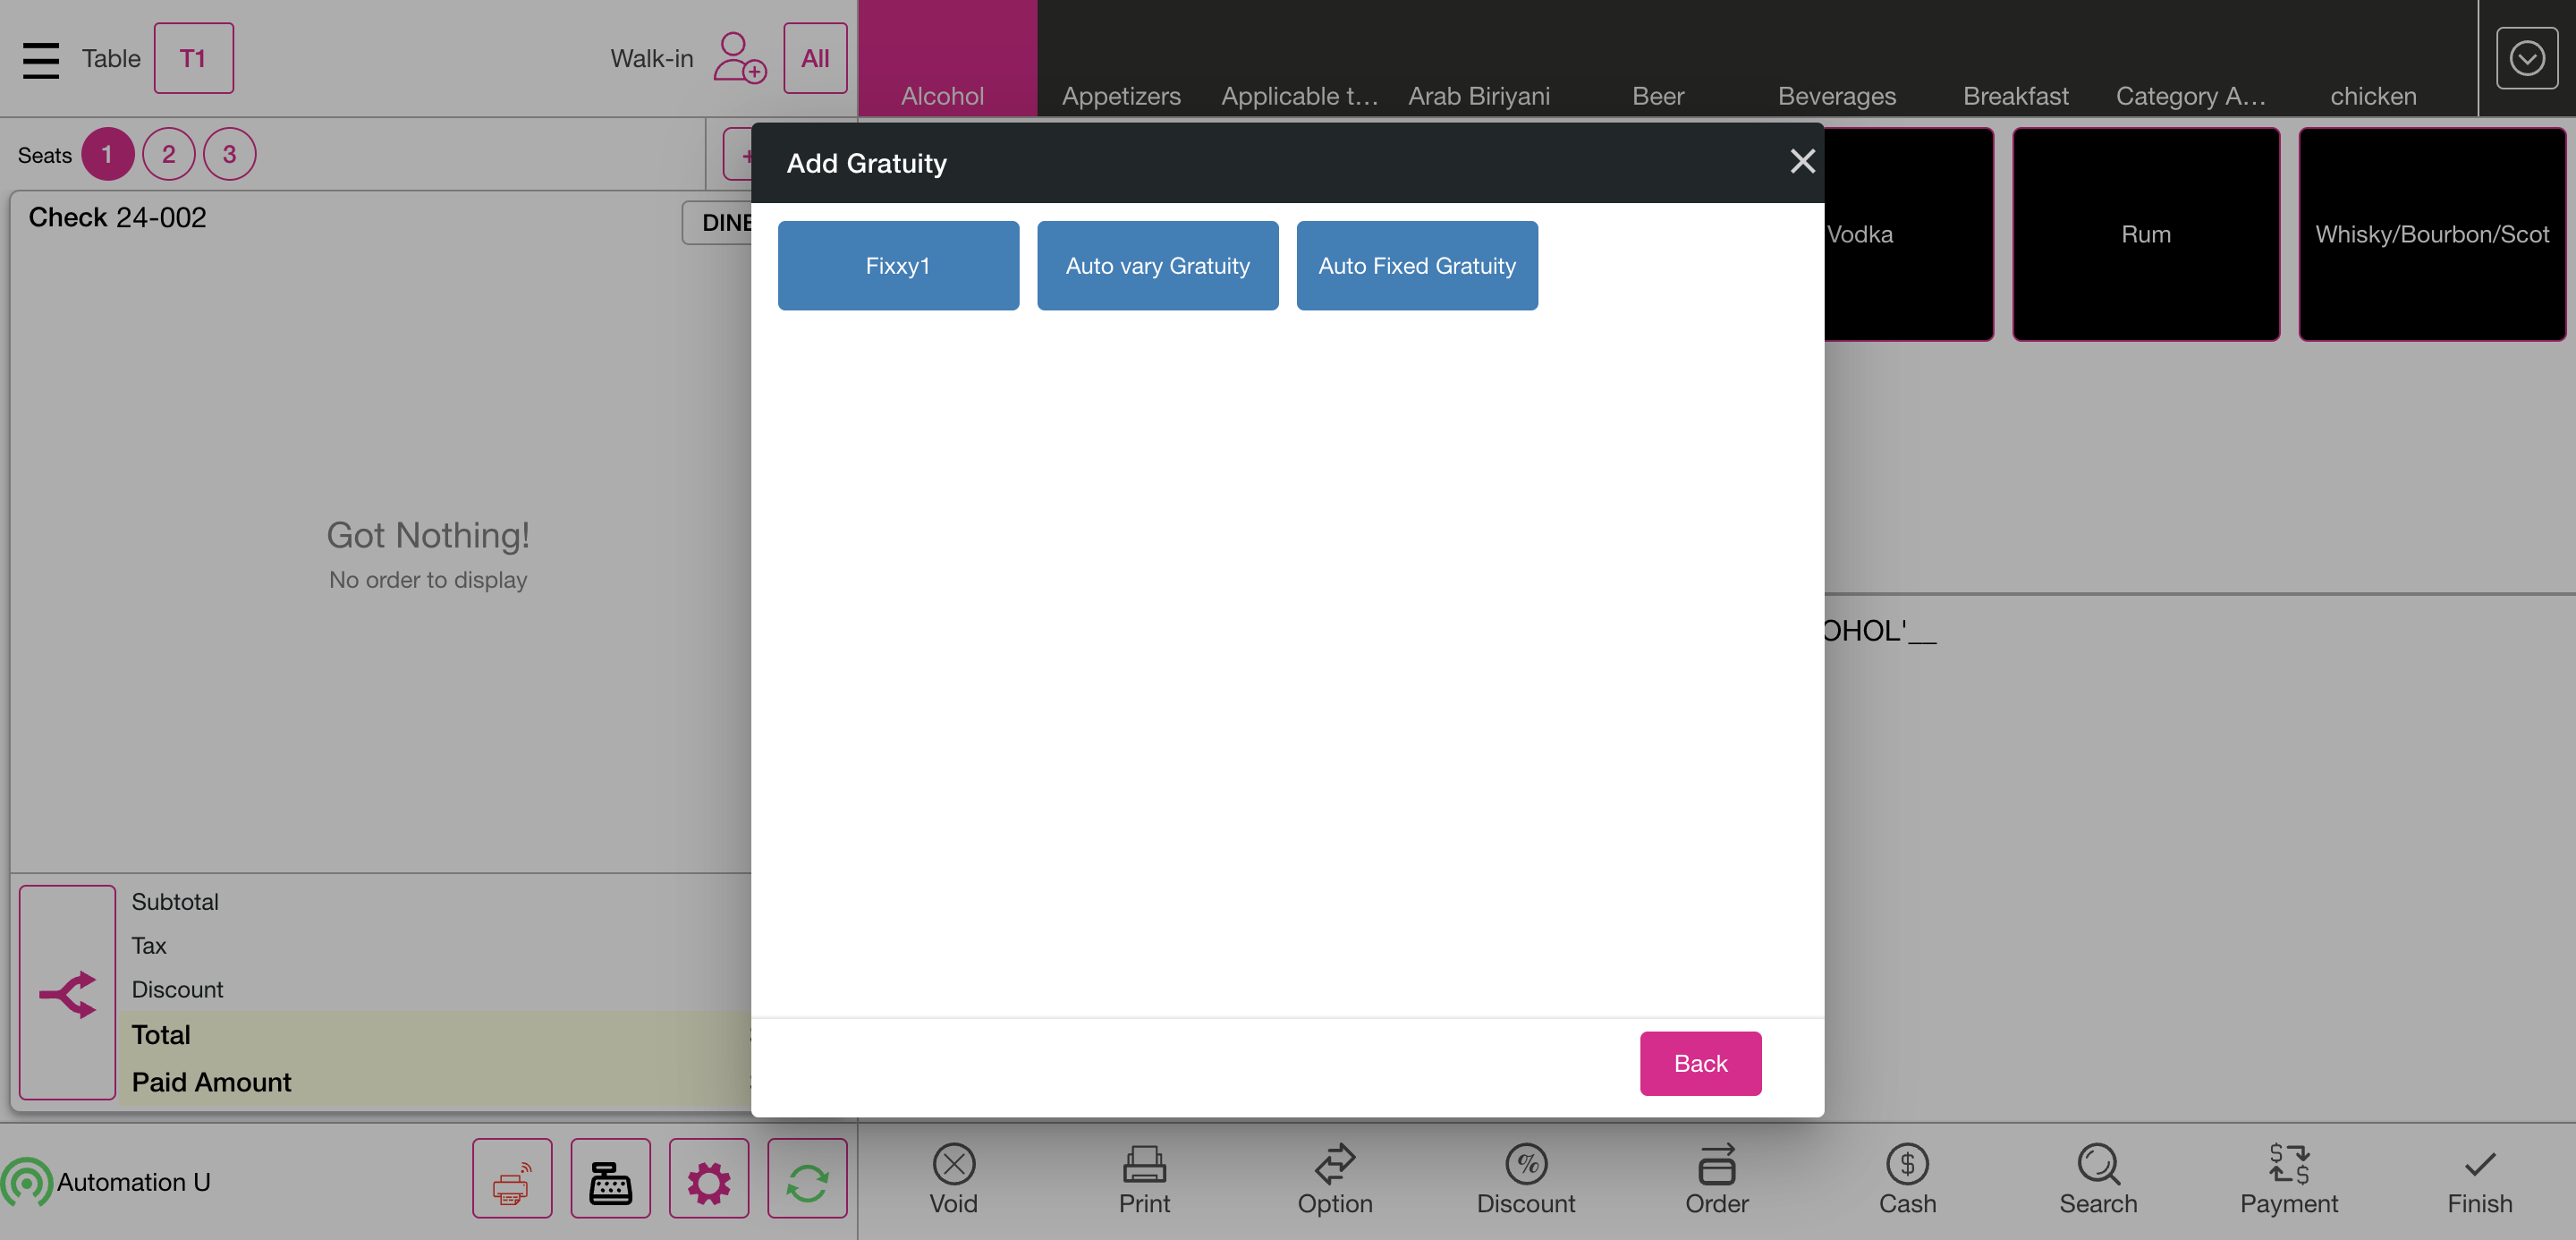 Table T1 Walk-in All
Alcohol Appetizers Applicable t... Arab Biriyani Beer Beverages Breakfast Category A... chicken
Seats 1 2 3 +
Add Gratuity
Check 24-002
DINE
Fixxy1 Auto vary Gratuity Auto Fixed Gratuity
Vodka Rum Whisky/Bourbon/Scot
Got Nothing!
No order to display
OHOL'__
Subtotal
Tax
Discount
Total
Paid Amount
Back
Automation U
Void Print Option Discount Order Cash Search Payment Finish